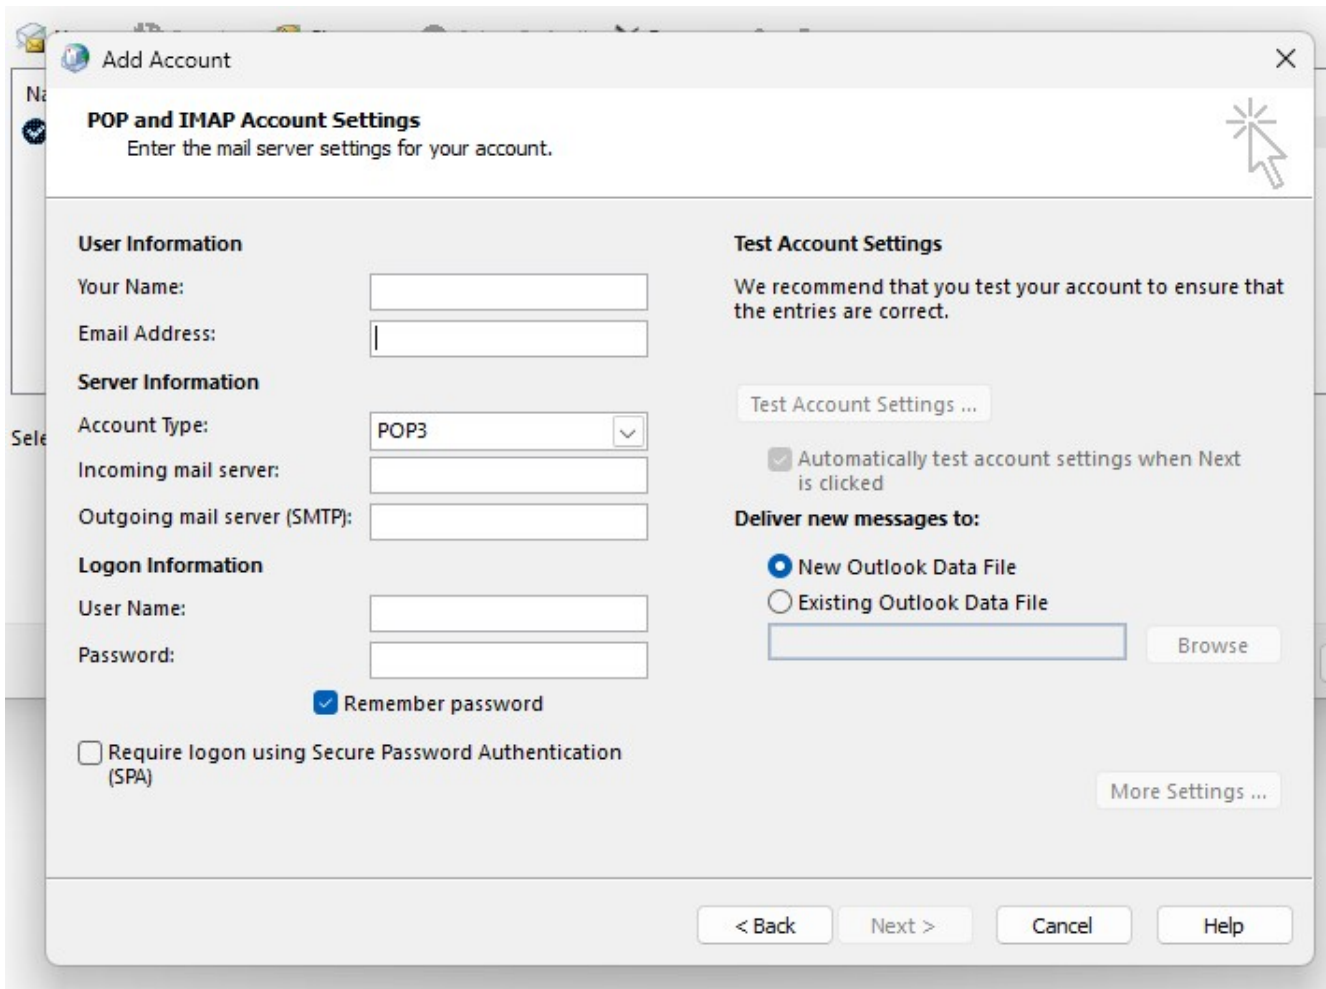 Add Account
Na
POP and IMAP Account Settings
Enter the mail server settings for your account.
User Information
Your Name:
Email Address:
Server Information
Account Type:
POP3
Sele
Incoming mail server:
Outgoing mail server (SMTP):
Logon Information
User Name:
Password:
Remember password
Require logon using Secure Password Authentication
(SPA)
Test Account Settings
We recommend that you test your account to ensure that
the entries are correct.
Test Account Settings ...
Automatically test account settings when Next
is clicked
Deliver new messages to:
New Outlook Data File
Existing Outlook Data File
Browse
More Settings ...
< Back
Next >
Cancel
Help